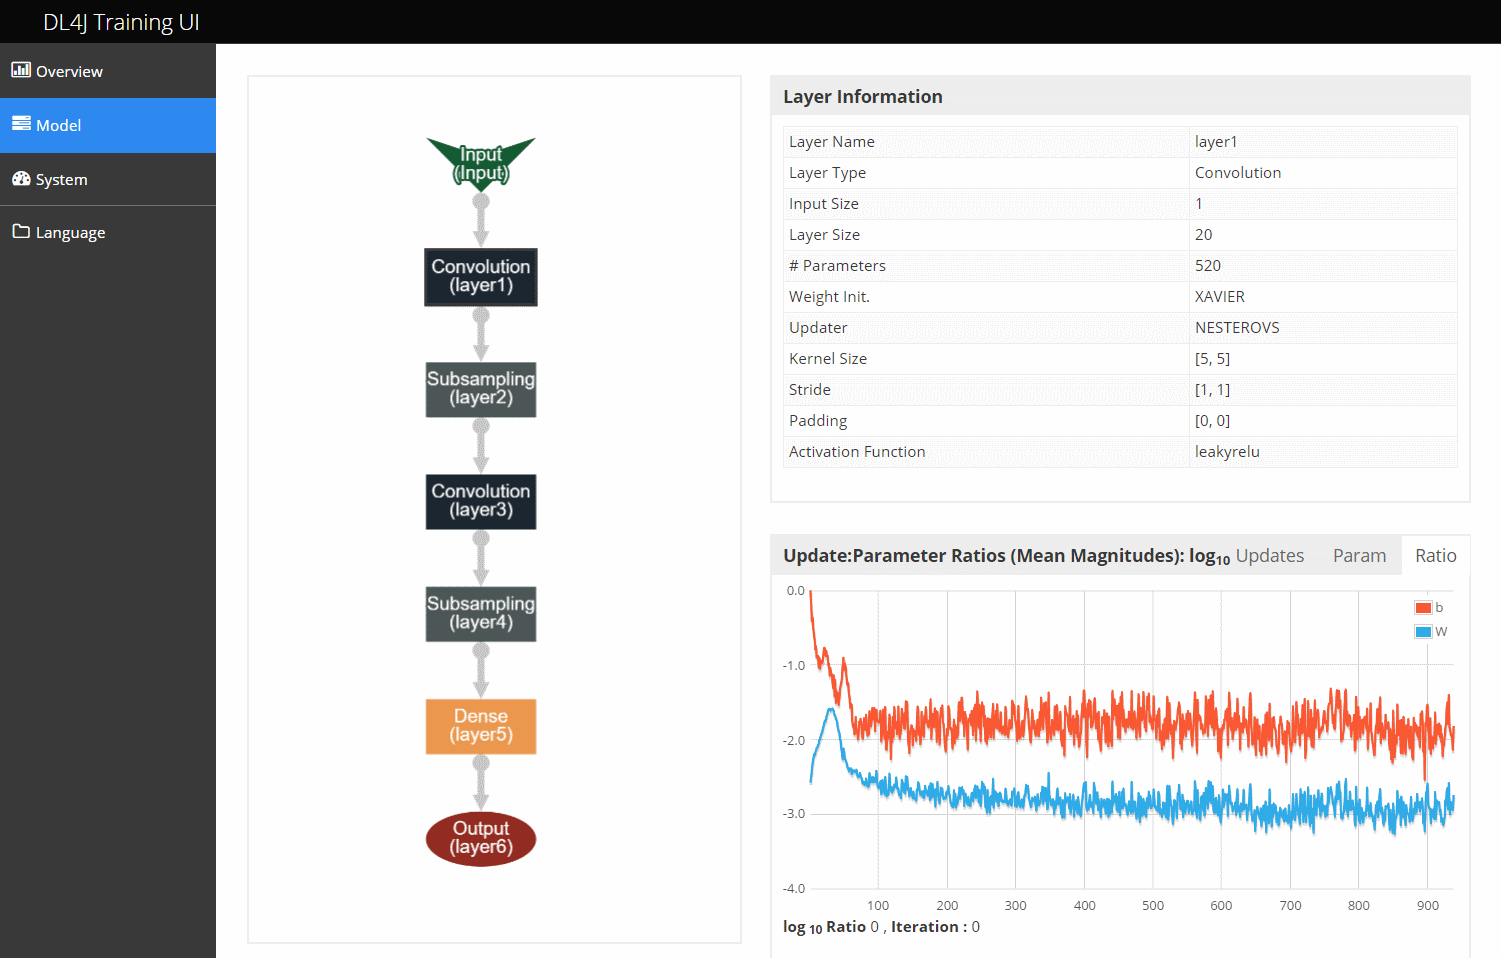 DL4J Training UI
Overview
Model
System
Language
Input
(Input)
Convolution
(layer1)
Subsampling
(layer2)
Convolution
(layer3)
Subsampling
(layer4)
Dense
(layer5)
Output
(layer6)
Layer Information
Layer Name layer1
Layer Type Convolution
Input Size 1
Layer Size 20
# Parameters 520
Weight Init. XAVIER
Updater NESTEROVS
Kernel Size [5, 5]
Stride [1, 1]
Padding [0, 0]
Activation Function leakyrelu
Update:Parameter Ratios (Mean Magnitudes): log10 Updates Param Ratio
0.0
b
W
-1.0
-2.0
-3.0
-4.0
100 200 300 400 500 600 700 800 900
log 10 Ratio 0 , Iteration : 0